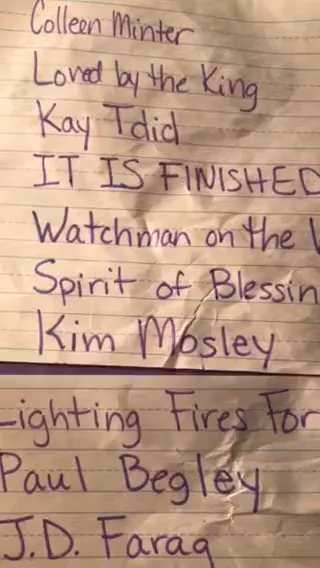 Colleen Minter
Loved by the King
Kay Tdid
IT IS FINISHED
Watchman on the
Spirit of Blessin
Kim Mosley
Lighting Fires For
Paul Begley
J.D. Farag